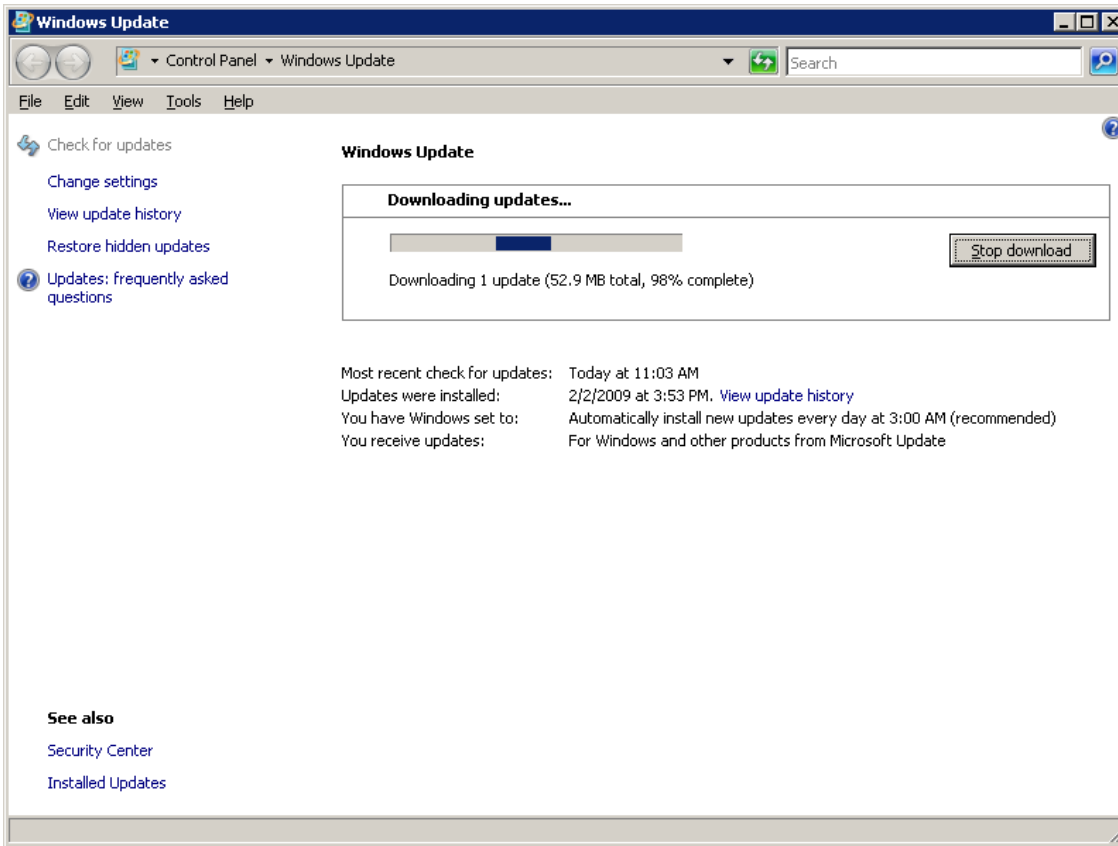 Windows Update
Control Panel Windows Update
Search
File Edit View Tools Help
Check for updates
Change settings
View update history
Restore hidden updates
Updates: frequently asked
questions
Windows Update
Downloading updates...
Stop download
Downloading 1 update (52.9 MB total, 98% complete)
Most recent check for updates: Today at 11:03 AM
Updates were installed: 2/2/2009 at 3:53 PM. View update history
You have Windows set to: Automatically install new updates every day at 3:00 AM (recommended)
You receive updates: For Windows and other products from Microsoft Update
See also
Security Center
Installed Updates